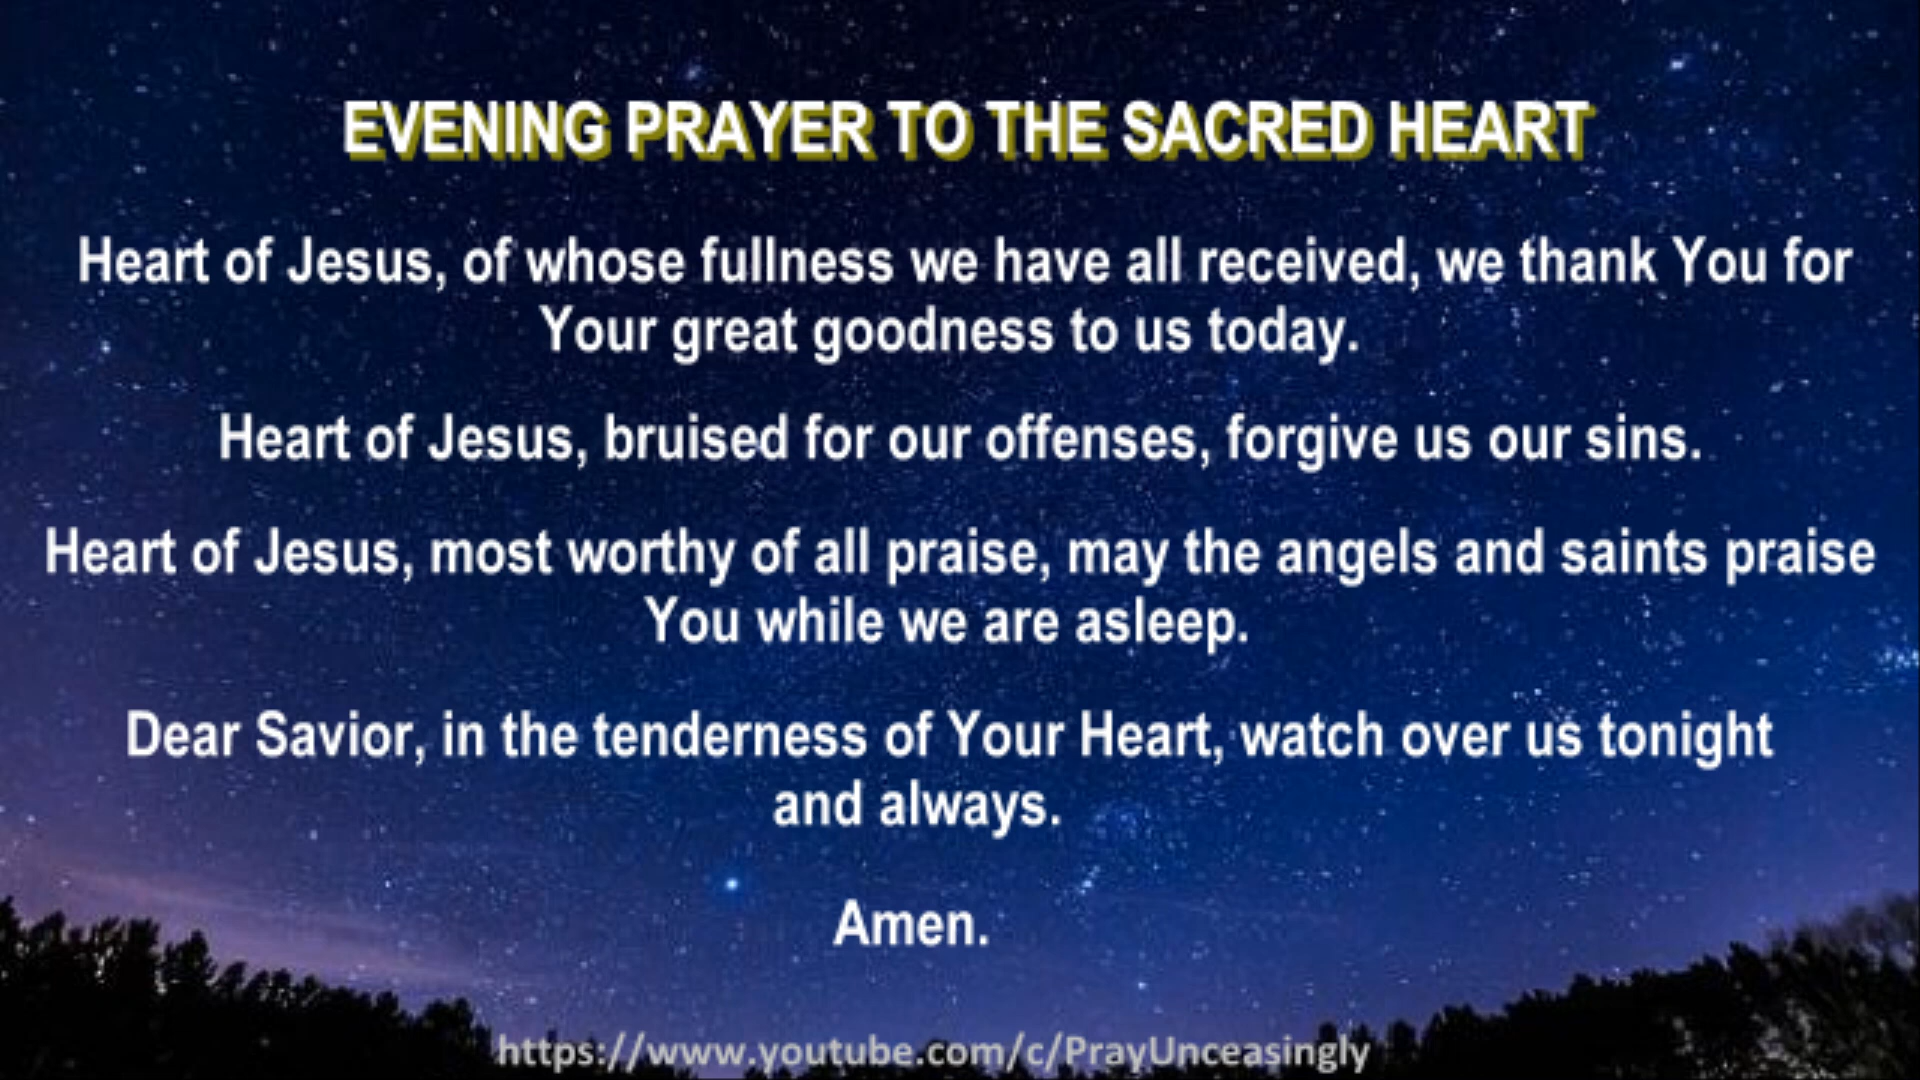 EVENING PRAYER TO THE SACRED HEART
Heart of Jesus, of whose fullness we have all received, we thank You for
Your great goodness to us today.
Heart of Jesus, bruised for our offenses, forgive us our sins.
Heart of Jesus, most worthy of all praise, may the angels and saints praise
You while we are asleep.
Dear Savior, in the tenderness of Your Heart, watch over us tonight
and always.
Amen.
https://www.youtube.com/c/PrayUnceasingly